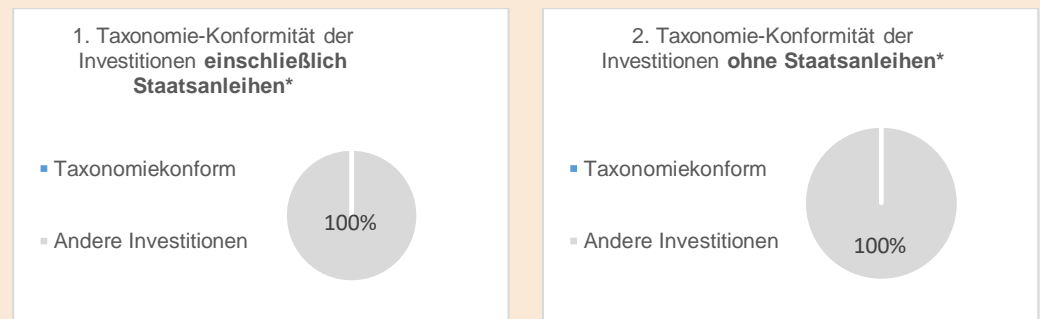 1. Taxonomie-Konformität der
Investitionen einschließlich
Staatsanleihen*
Taxonomiekonform
Andere Investitionen
100%
2. Taxonomie-Konformität der
Investitionen ohne Staatsanleihen*
Taxonomiekonform
Andere Investitionen
100%